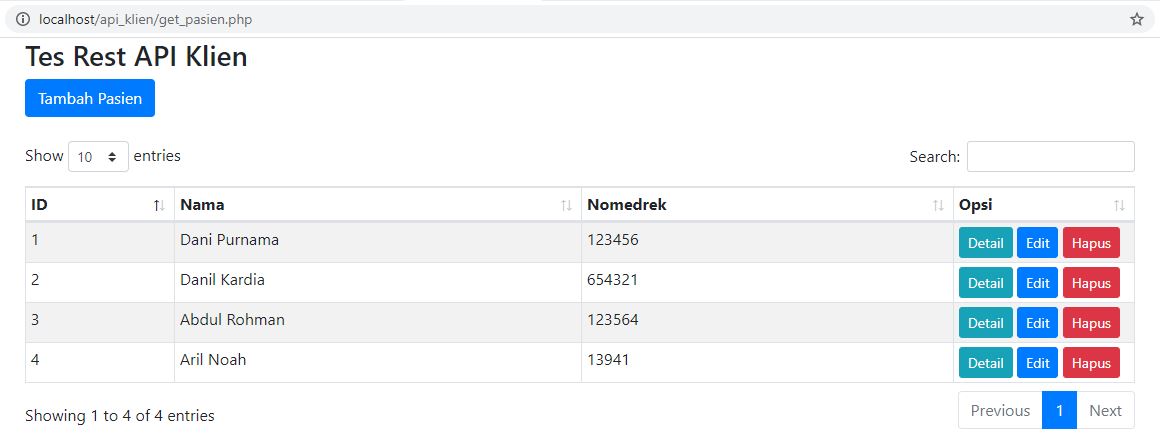 localhost/api_klien/get_pasien.php
Tes Rest API Klien
Tambah Pasien
Show 10 entries Search:
ID Nama Nomedrek Opsi
1 Dani Purnama 123456 Detail Edit Hapus
2 Danil Kardia 654321 Detail Edit Hapus
3 Abdul Rohman 123564 Detail Edit Hapus
4 Aril Noah 13941 Detail Edit Hapus
Showing 1 to 4 of 4 entries Previous 1 Next